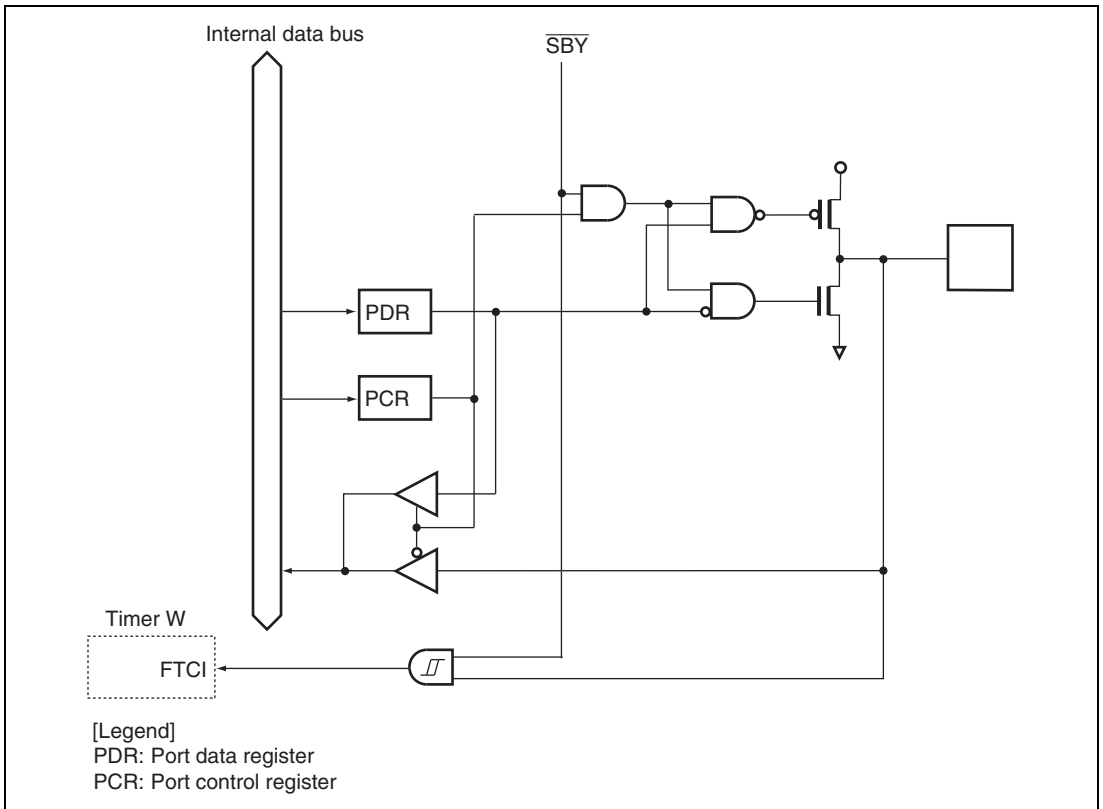 Internal data bus
SBY
PDR
PCR
Timer W
FTCI
[Legend]
PDR: Port data register
PCR: Port control register